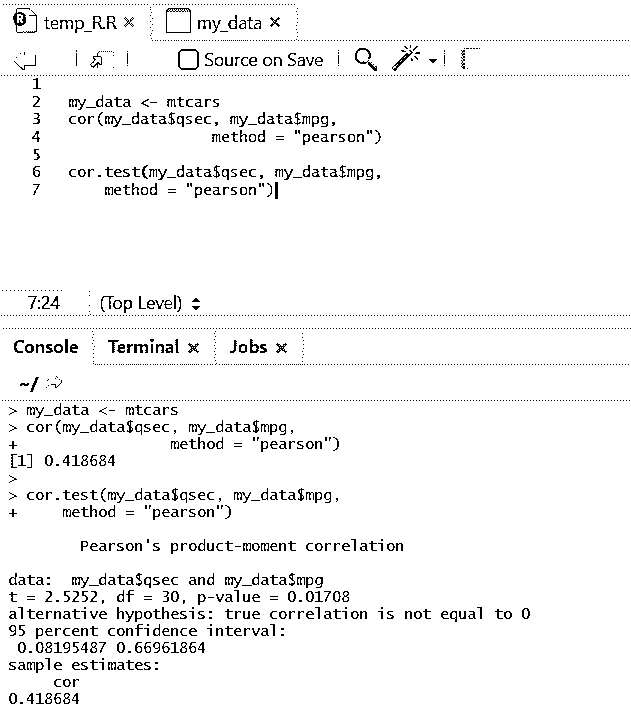 temp_R.R ×
my_data ×
Source on Save
1
2 my_data <- mtcars
3 cor(my_data$qsec, my_data$mpg,
4 method = "pearson")
5
6 cor.test(my_data$qsec, my_data$mpg,
7 method = "pearson")
7:24 (Top Level)
Console Terminal × Jobs ×
~/
> my_data <- mtcars
> cor(my_data$qsec, my_data$mpg,
+ method = "pearson")
[1] 0.418684
>
> cor.test(my_data$qsec, my_data$mpg,
+ method = "pearson")
Pearson's product-moment correlation
data: my_data$qsec and my_data$mpg
t = 2.5252, df = 30, p-value = 0.01708
alternative hypothesis: true correlation is not equal to 0
95 percent confidence interval:
0.08195487 0.66961864
sample estimates:
cor
0.418684